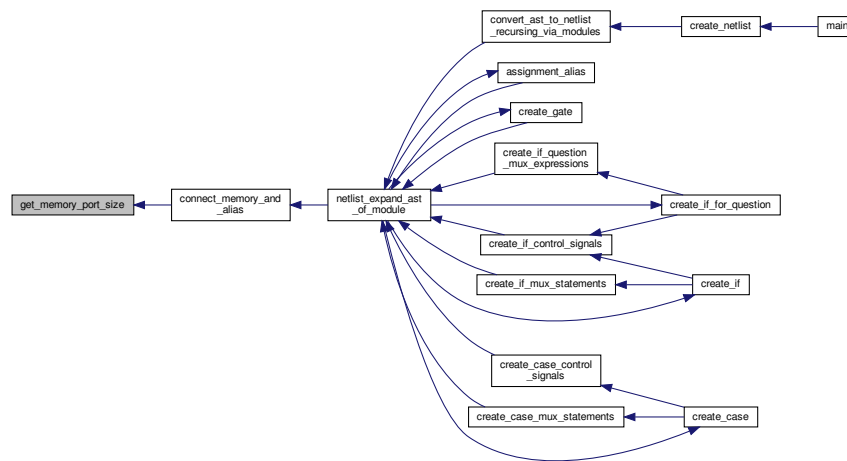 convert_ast_to_netlist
_recursing_via_modules
create_netlist
main
assignment_alias
create_gate
create_if_question
_mux_expressions
get_memory_port_size
connect_memory_and
_alias
netlist_expand_ast
_of_module
create_if_for_question
create_if_control_signals
create_if_mux_statements
create_if
create_case_control
_signals
create_case_mux_statements
create_case